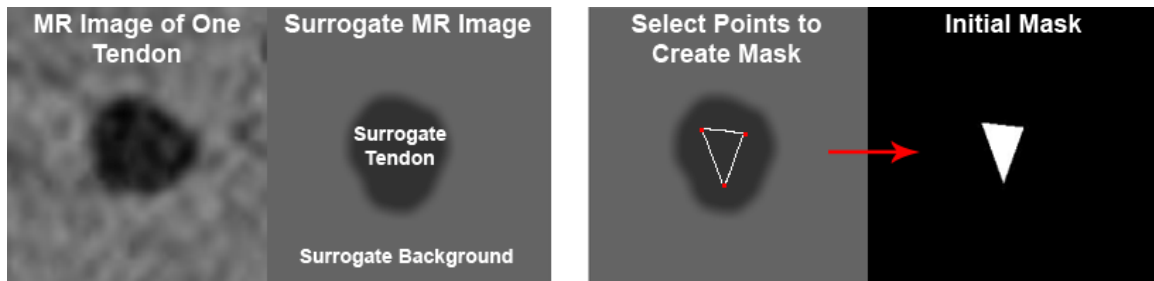 MR Image of One
Tendon
Surrogate MR Image
Surrogate
Tendon
Surrogate Background
Select Points to
Create Mask
Initial Mask